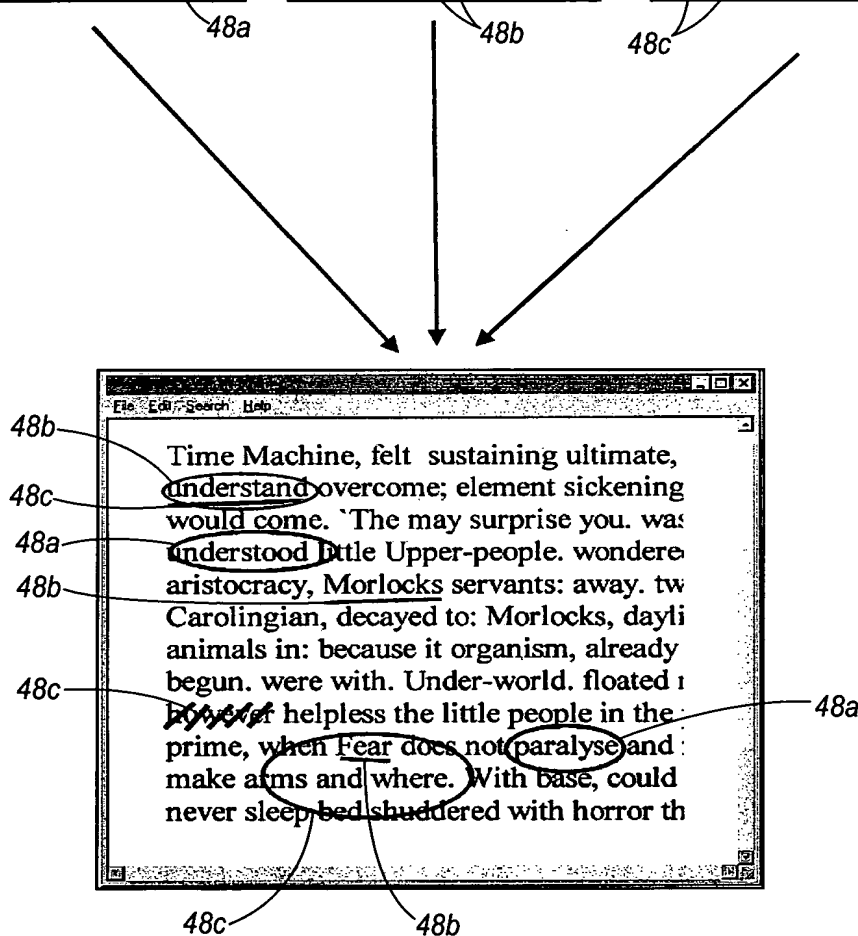 48a
48b
48c
File Edit Search Help
48b
Time Machine, felt sustaining ultimate,
48c
understand overcome; element sickening
would come. `The may surprise you. was
48a
understood little Upper-people. wondered
48b
aristocracy, Morlocks servants: away. tw
Carolingian, decayed to: Morlocks, dayli
animals in: because it organism, already
begun. were with. Under-world. floated
48c
however helpless the little people in the
48a
prime, when Fear does not paralyse and
make arms and where. With base, could
never sleep bed shuddered with horror th
48c
48b